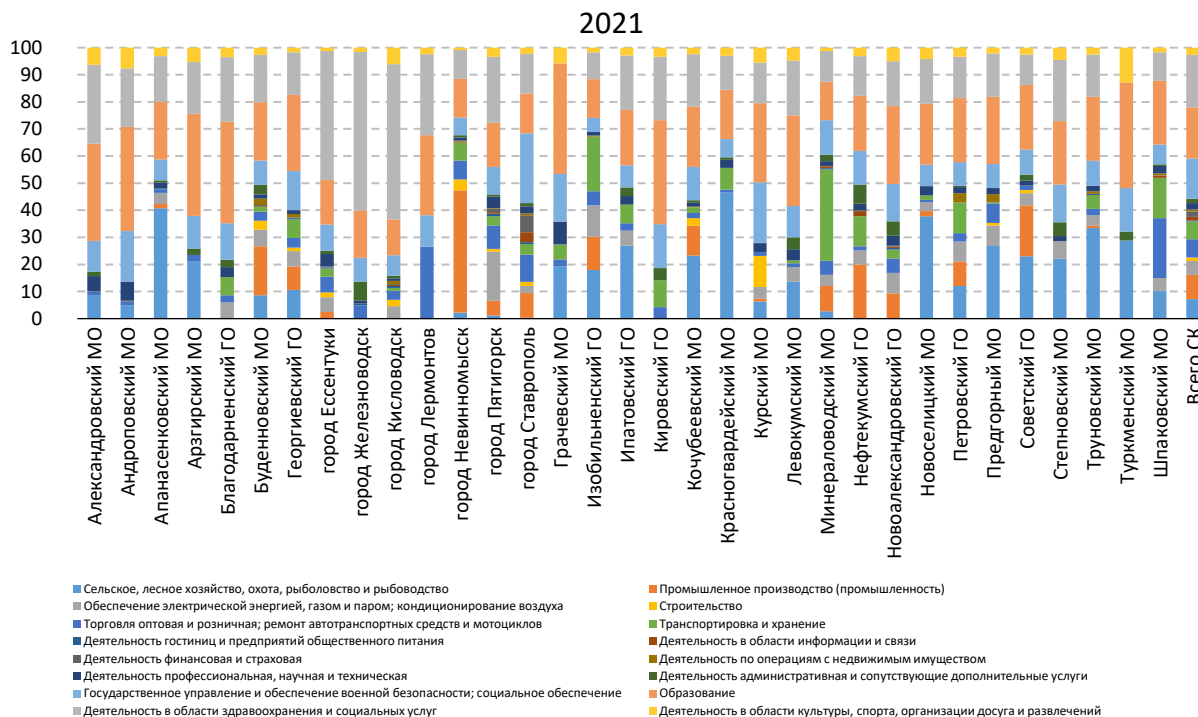 2021
100
90
80
70
60
50
40
30
20
10
0
Александровский МО
Андроповский МО
Апанасенковский МО
Арзгирский МО
Благодарненский ГО
Буденновский МО
Георгиевский ГО
город Ессентуки
город Железноводск
город Кисловодск
город Лермонтов
город Невинномысск
город Пятигорск
город Ставрополь
Грачевский МО
Изобильненский ГО
Ипатовский ГО
Кировский ГО
Кочубеевский МО
Красногвардейский МО
Курский МО
Левокумский МО
Минераловодский МО
Нефтекумский МО
Новоалександровский ГО
Новоселицкий МО
Петровский ГО
Предгорный МО
Советский ГО
Степновский МО
Труновский МО
Туркменский МО
Шпаковский МО
Всего СК
Сельское, лесное хозяйство, охота, рыболовство и рыбоводство
Промышленное производство (промышленность)
Обеспечение электрической энергией, газом и паром; кондиционирование воздуха
Строительство
Торговля оптовая и розничная; ремонт автотранспортных средств и мотоциклов
Транспортировка и хранение
Деятельность гостиниц и предприятий общественного питания
Деятельность в области информации и связи
Деятельность финансовая и страховая
Деятельность по операциям с недвижимым имуществом
Деятельность профессиональная, научная и техническая
Деятельность административная и сопутствующие дополнительные услуги
Государственное управление и обеспечение военной безопасности; социальное обеспечение
Образование
Деятельность в области здравоохранения и социальных услуг
Деятельность в области культуры, спорта, организации досуга и развлечений